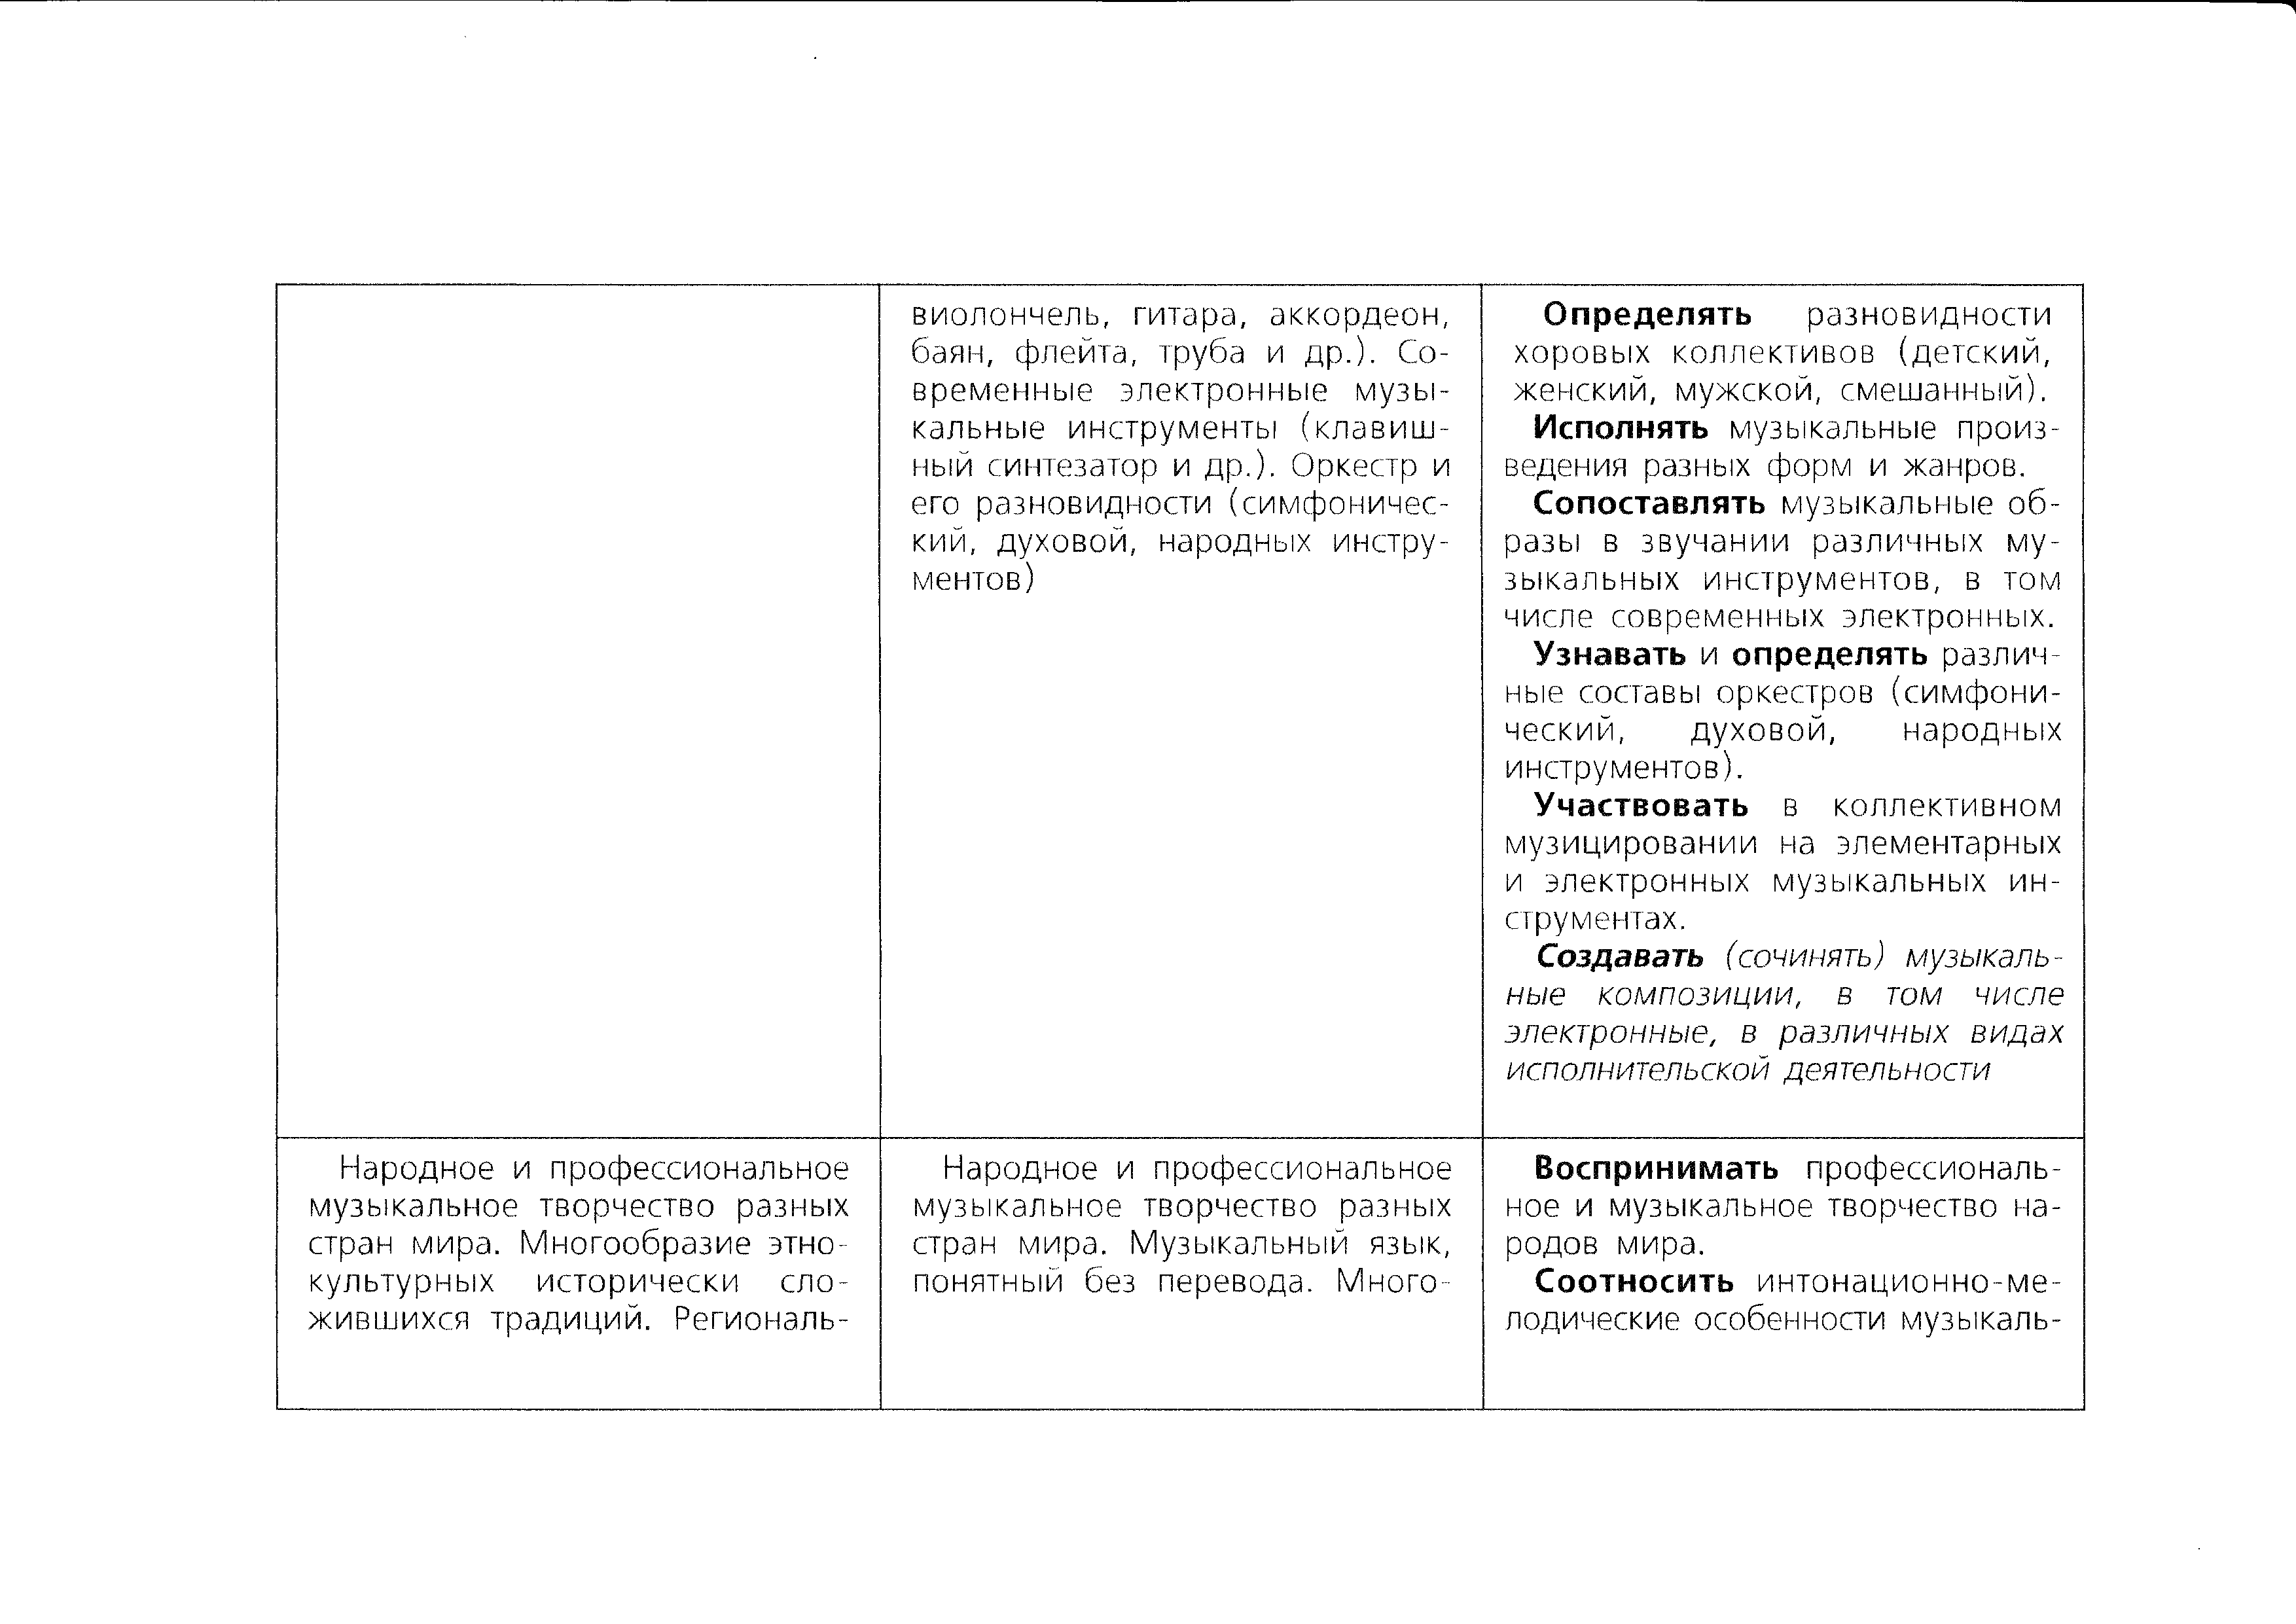 виолончель, гитара, аккордеон,
баян, флейта, труба и др.). Со-
временные электронные музы-
кальные инструменты (клавиш-
ный синтезатор и др.). Оркестр и
его разновидности (симфоничес-
кий, духовой, народных инстру-
ментов)
Определять разновидности
хоровых коллективов (детский,
женский, мужской, смешанный).
Исполнять музыкальные произ-
ведения разных форм и жанров.
Сопоставлять музыкальные об-
разы в звучании различных му-
зыкальных инструментов, в том
числе современных электронных.
Узнавать и определять различ-
ные составы оркестров (симфони-
ческий, духовой, народных
инструментов).
Участвовать в коллективном
музицировании на элементарных
и электронных музыкальных ин-
струментах.
Создавать (сочинять) музыкаль-
ные композиции, в том числе
электронные, в различных видах
исполнительской деятельности
Народное и профессиональное
музыкальное творчество разных
стран мира. Многообразие этно-
культурных исторически сло-
жившихся традиций. Региональ-
Народное и профессиональное
музыкальное творчество разных
стран мира. Музыкальный язык,
понятный без перевода. Много-
Воспринимать профессиональ-
ное и музыкальное творчество на-
родов мира.
Соотносить интонационно-ме-
лодические особенности музыкаль-